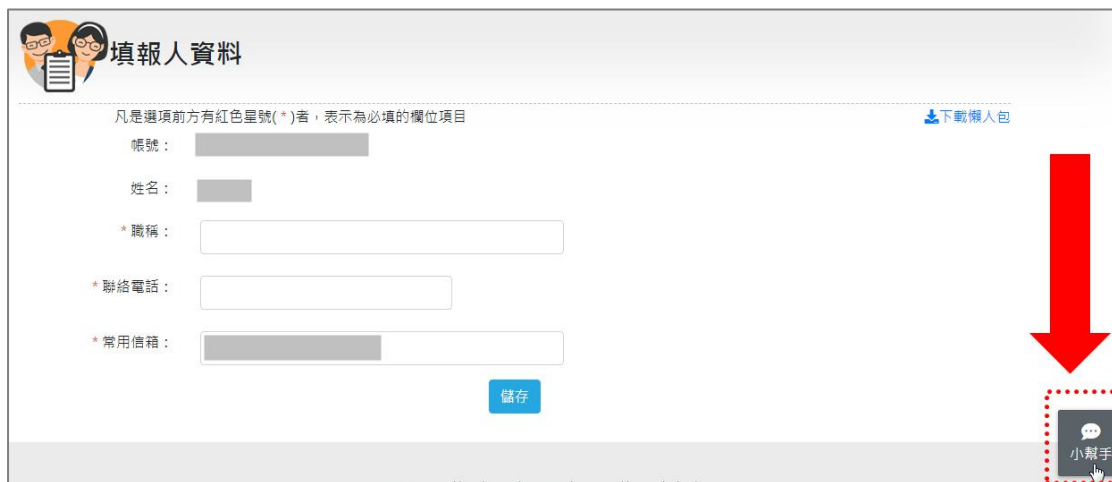 填報人資料
凡是選項前方有紅色星號( * )者，表示為必填的欄位項目
下載懶人包
帳號：
姓名：
* 職稱：
* 聯絡電話：
* 常用信箱：
儲存
小幫手